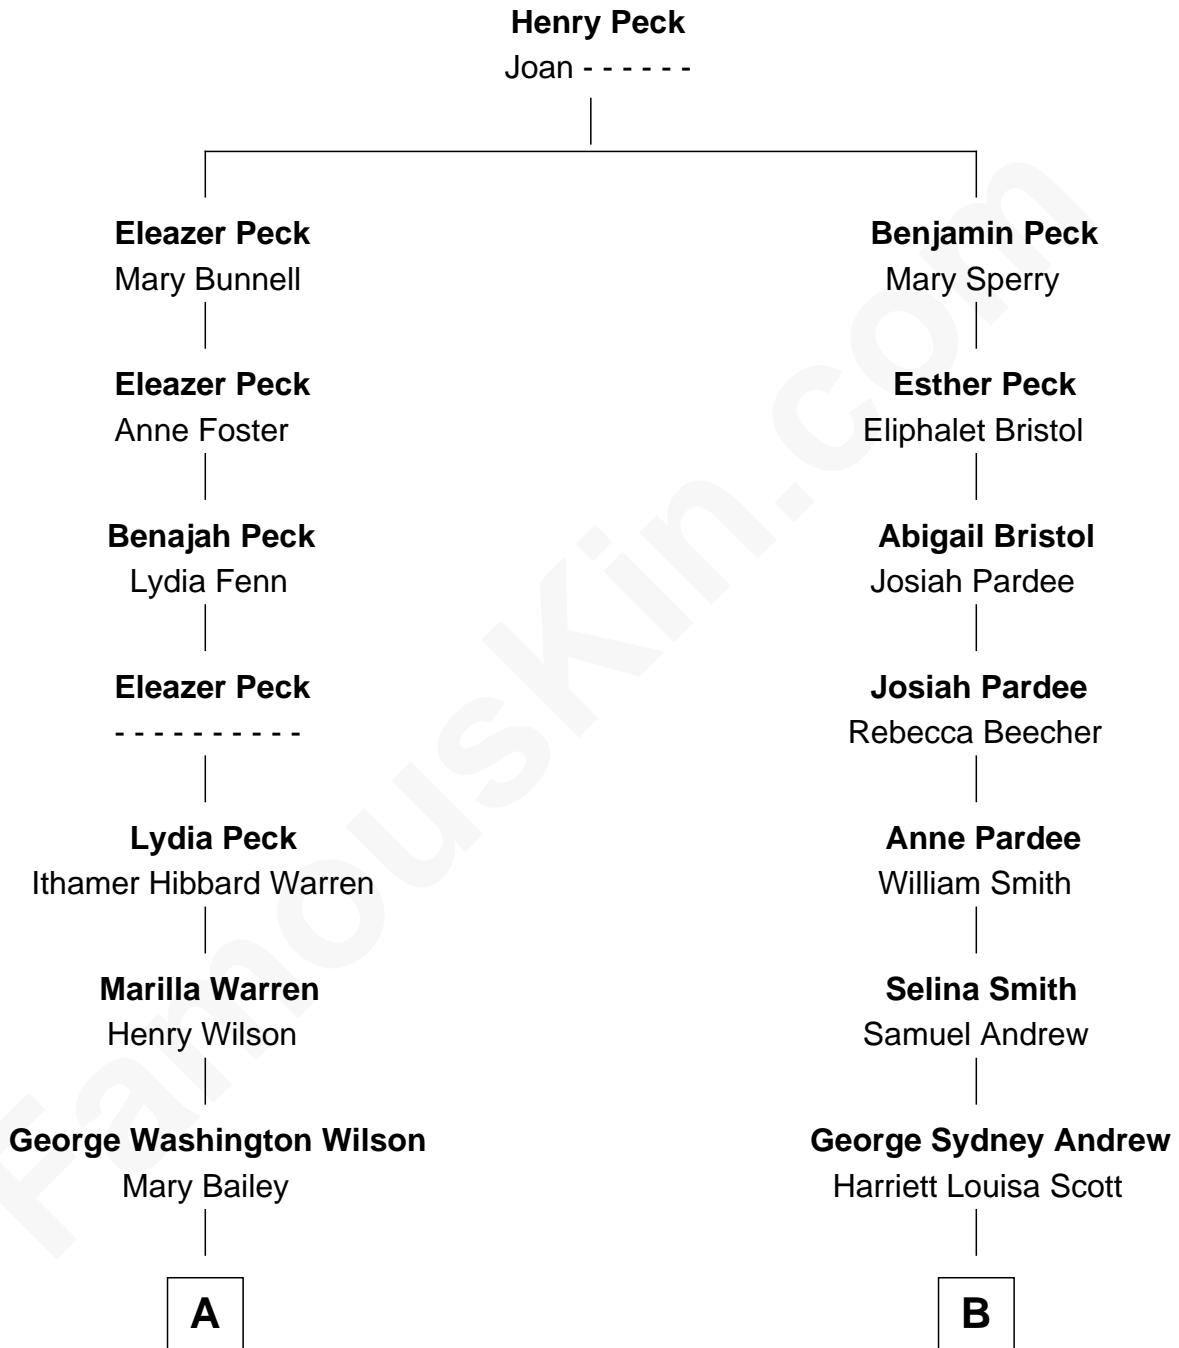 Henry Peck
Joan - - - - - -
Eleazer Peck
Mary Bunnell
Benjamin Peck
Mary Sperry
Eleazer Peck
Anne Foster
Esther Peck
Eliphalet Bristol
Benajah Peck
Lydia Fenn
Abigail Bristol
Josiah Pardee
Eleazer Peck
- - - - - - - - - -
Josiah Pardee
Rebecca Beecher
Lydia Peck
Ithamer Hibbard Warren
Anne Pardee
William Smith
Marilla Warren
Henry Wilson
Selina Smith
Samuel Andrew
George Washington Wilson
Mary Bailey
George Sydney Andrew
Harriett Louisa Scott
A
B
FamousKin.com